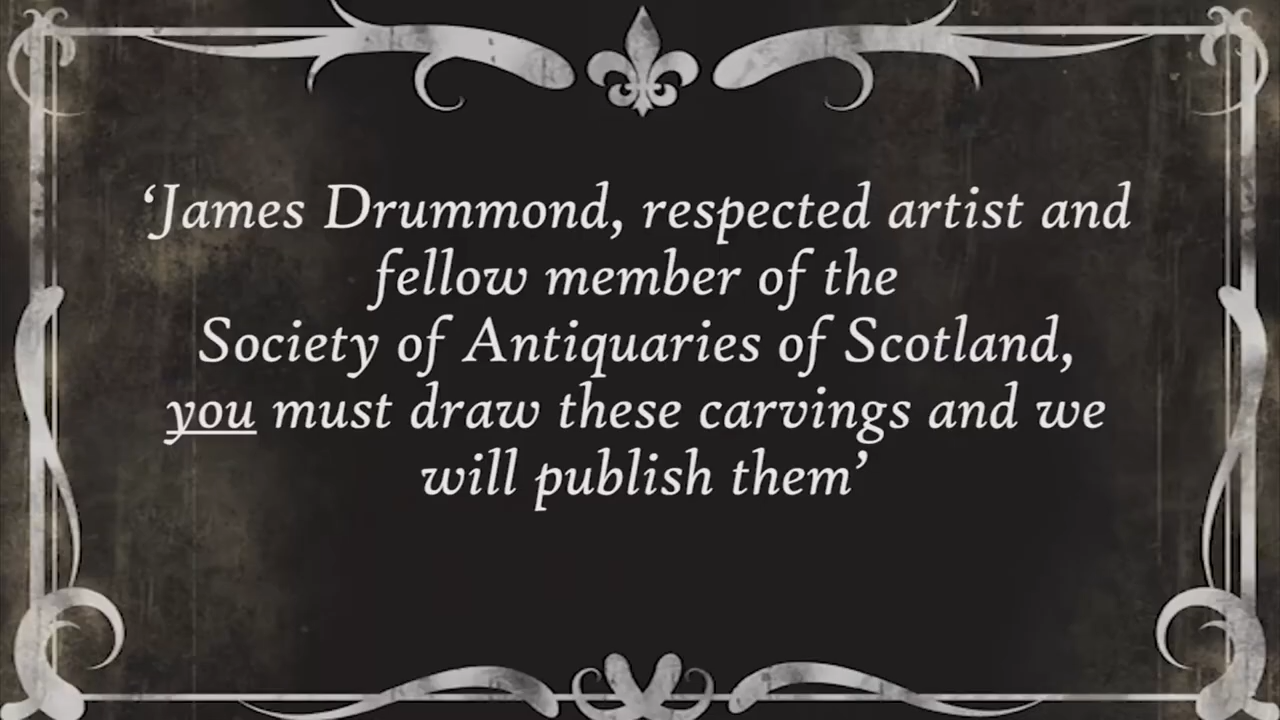 ‘James Drummond, respected artist and
fellow member of the
Society of Antiquaries of Scotland,
you must draw these carvings and we
will publish them’